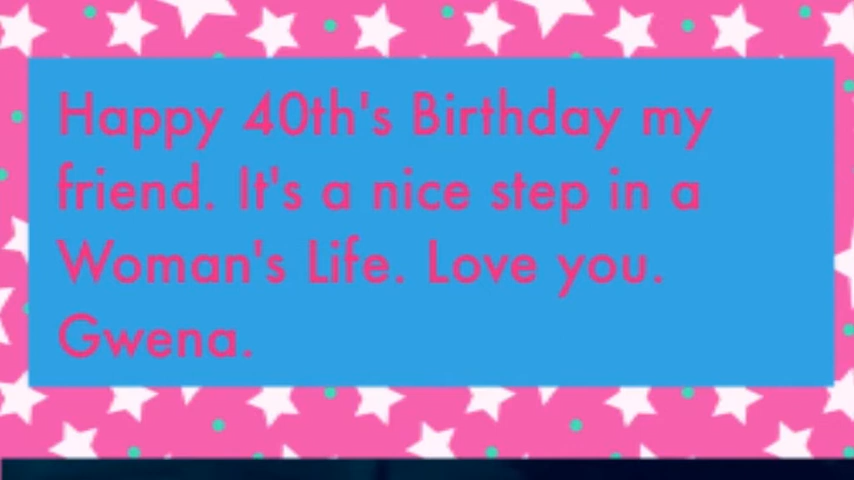 Happy 40th's Birthday my
friend. It's a nice step in a
Woman's Life. Love you.
Gwena.